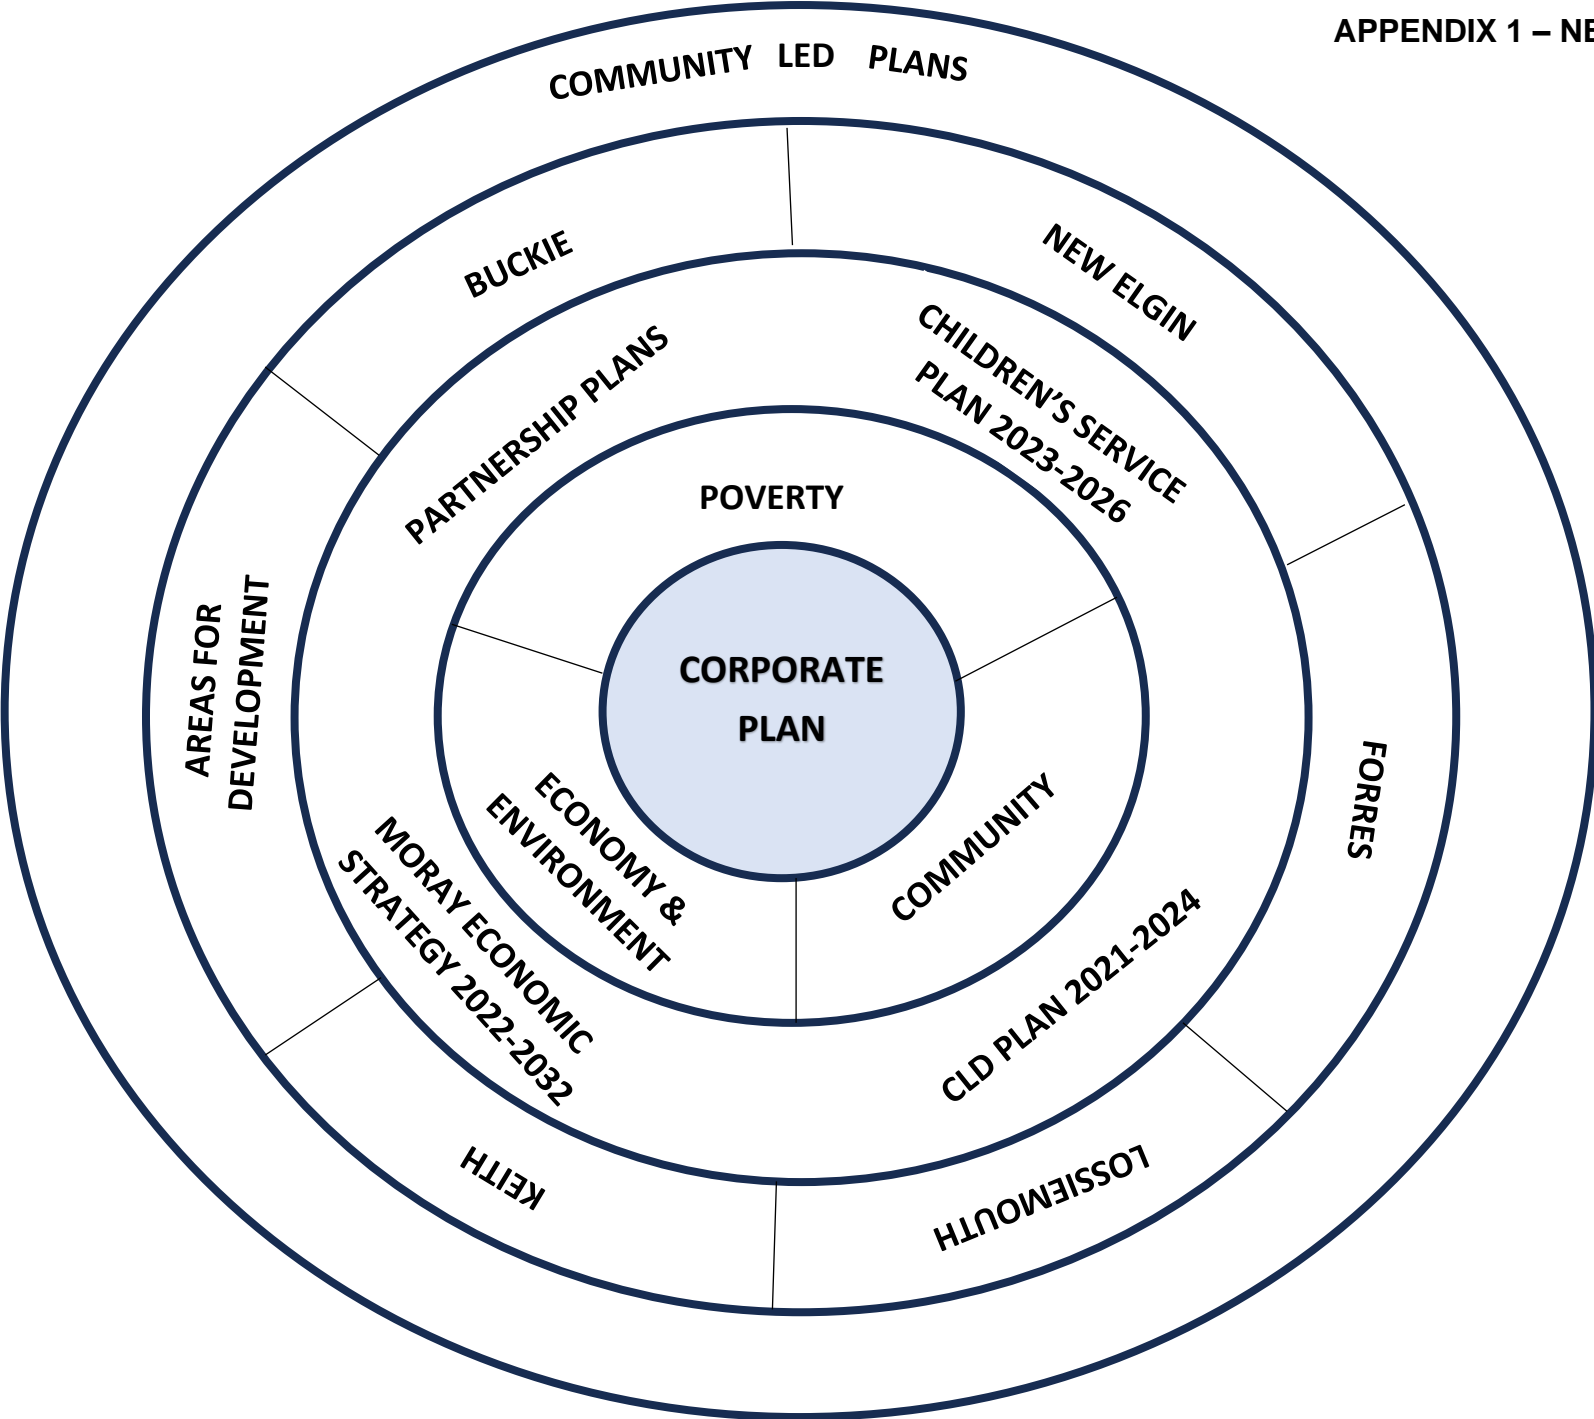 APPENDIX 1 – NE
COMMUNITY LED PLANS
BUCKIE
NEW ELGIN
PARTNERSHIP PLANS
CHILDREN’S SERVICE
PLAN 2023-2026
POVERTY
CORPORATE
PLAN
AREAS FOR
DEVELOPMENT
FORRES
ECONOMY &
ENVIRONMENT
COMMUNITY
MORAY ECONOMIC
STRATEGY 2022-2032
CLD PLAN 2021-2024
KEITH
LOSSIEMOUTH